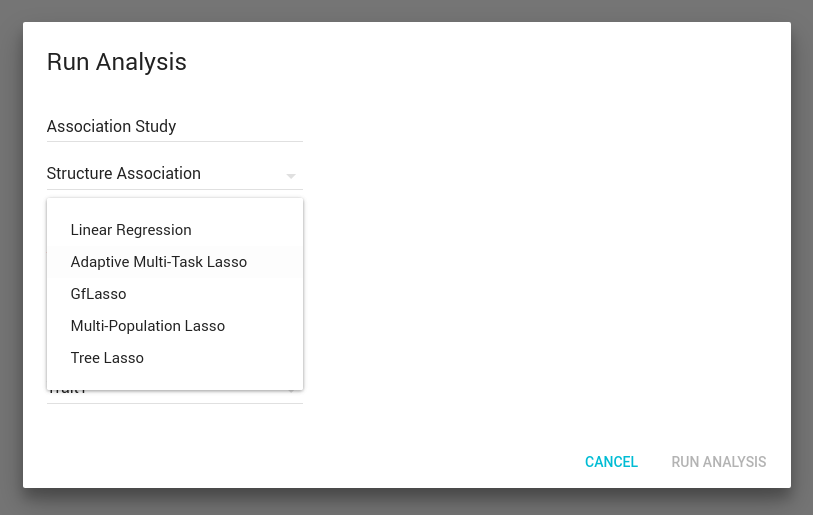 Run Analysis
Association Study
Structure Association
Linear Regression
Adaptive Multi-Task Lasso
GfLasso
Multi-Population Lasso
Tree Lasso
CANCEL
RUN ANALYSIS